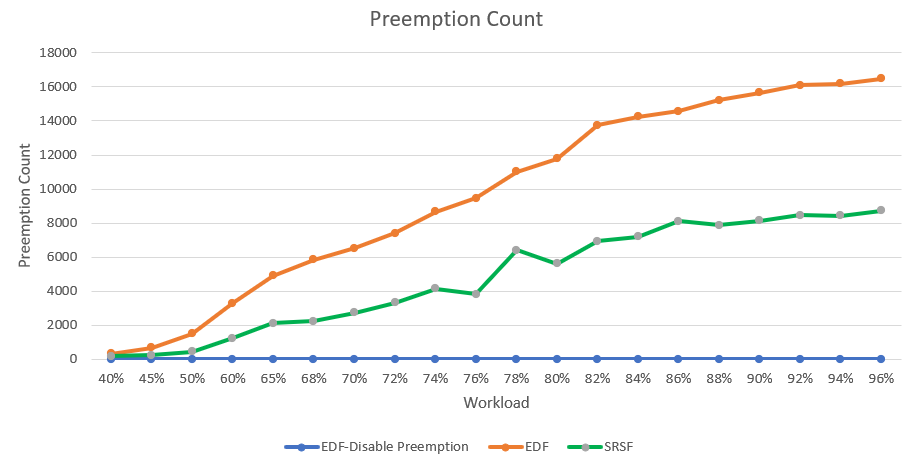 Preemption Count
18000
16000
14000
12000
10000
8000
6000
4000
2000
0
Preemption Count
40% 45% 50% 60% 65% 68% 70% 72% 74% 76% 78% 80% 82% 84% 86% 88% 90% 92% 94% 96%
Workload
EDF-Disable Preemption EDF SRSF